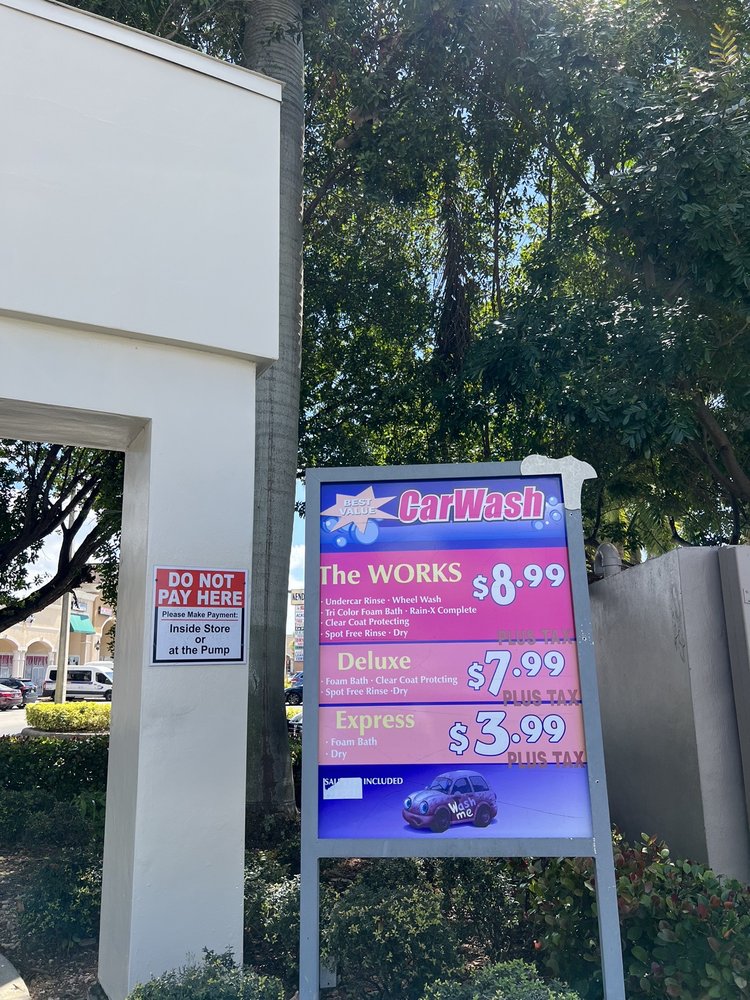 DO NOT
PAY HERE
Please Make Payment:
Inside Store
or
at the Pump
BEST
VALUE
CarWash
The WORKS
$8.99
· Undercar Rinse · Wheel Wash
· Tri Color Foam Bath · Rain-X Complete
· Clear Coat Protecting
· Spot Free Rinse · Dry
PLUS TAX
Deluxe
$7.99
· Foam Bath · Clear Coat Protcting
· Spot Free Rinse ·Dry
PLUS TAX
Express
$3.99
· Foam Bath
· Dry
PLUS TAX
INCLUDED
Wash
me